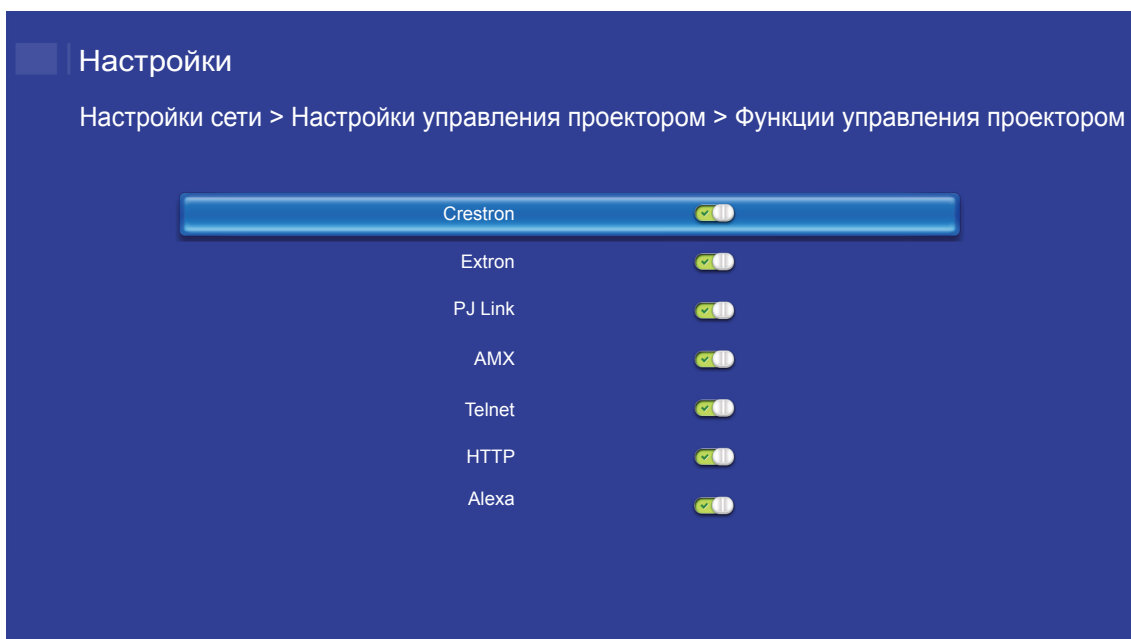 Настройки
Настройки сети > Настройки управления проектором > Функции управления проектором
Crestron
Extron
PJ Link
AMX
Telnet
HTTP
Alexa